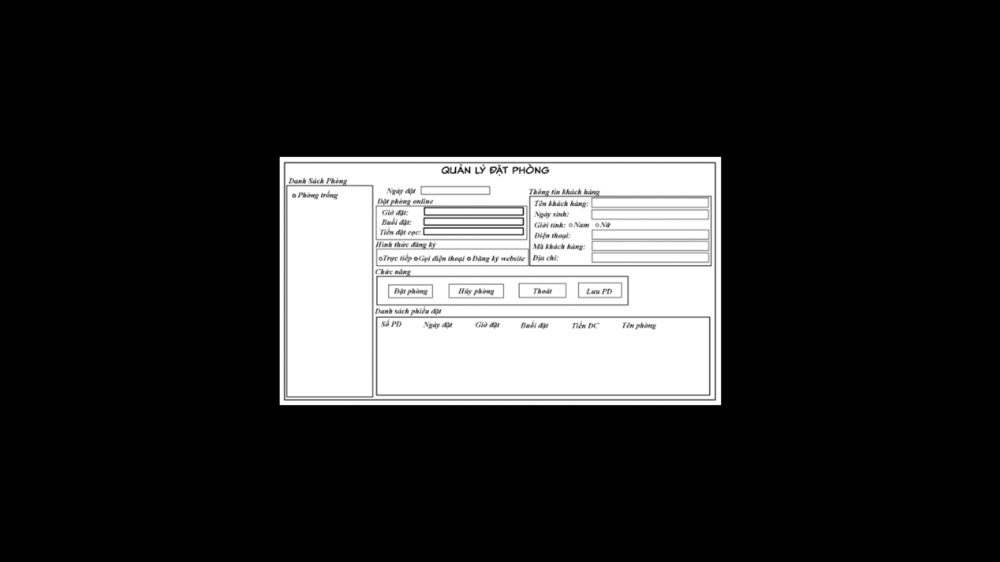 QUẢN LÝ ĐẶT PHÒNG
Danh Sách Phòng
Phòng trống
Ngày đặt
Đặt phòng online
Giờ đặt:
Buổi đặt:
Tiền đặt cọc:
Hình thức đăng ký
Trực tiếp Gọi điện thoại Đăng ký website
Thông tin khách hàng
Tên khách hàng:
Ngày sinh:
Giới tính: Nam Nữ
Điện thoại:
Mã khách hàng:
Địa chỉ:
Chức năng
Đặt phòng Hủy phòng Thoát Lưu PD
Danh sách phiếu đặt
Số PD Ngày đặt Giờ đặt Buổi đặt Tiền ĐC Tên phòng